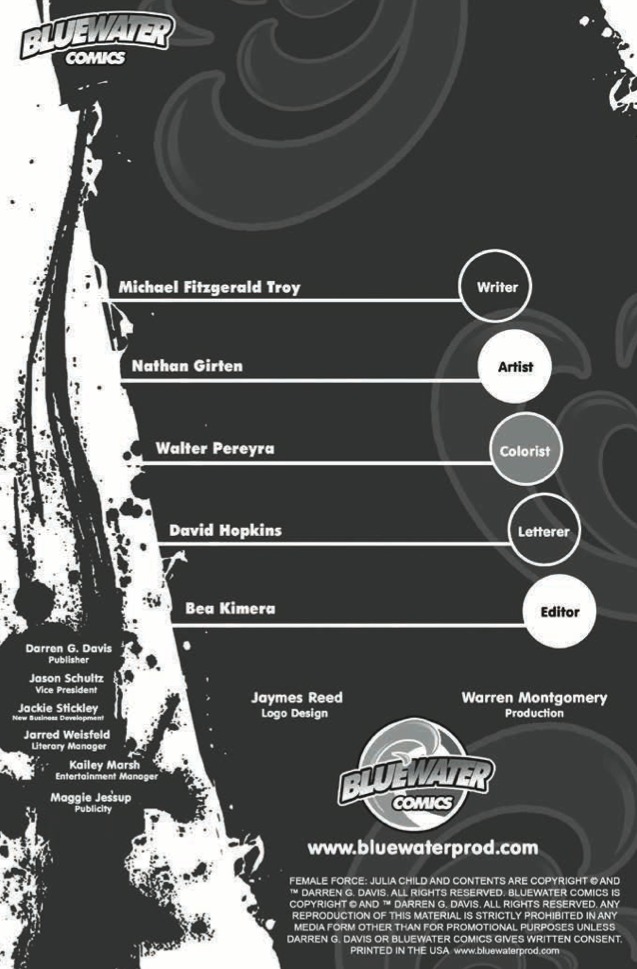 BLUEWATER
COMICS
Michael Fitzgerald Troy
Writer
Nathan Girten
Artist
Walter Pereyra
Colorist
David Hopkins
Letterer
Bea Kimera
Editor
Darren G. Davis
Publisher
Jason Schultz
Vice President
Jackie Stickley
New Business Development
Jarred Weisfeld
Literary Manager
Kailey Marsh
Entertainment Manager
Maggie Jessup
Publicity
Jaymes Reed
Logo Design
Warren Montgomery
Production
BLUEWATER
COMICS
www.bluewaterprod.com
FEMALE FORCE: JULIA CHILD AND CONTENTS ARE COPYRIGHT © AND
™ DARREN G. DAVIS. ALL RIGHTS RESERVED. BLUEWATER COMICS IS
COPYRIGHT © AND ™ DARREN G. DAVIS. ALL RIGHTS RESERVED. ANY
REPRODUCTION OF THIS MATERIAL IS STRICTLY PROHIBITED IN ANY
MEDIA FORM OTHER THAN FOR PROMOTIONAL PURPOSES UNLESS
DARREN G. DAVIS OR BLUEWATER COMICS GIVES WRITTEN CONSENT.
PRINTED IN THE USA www.bluewaterprod.com